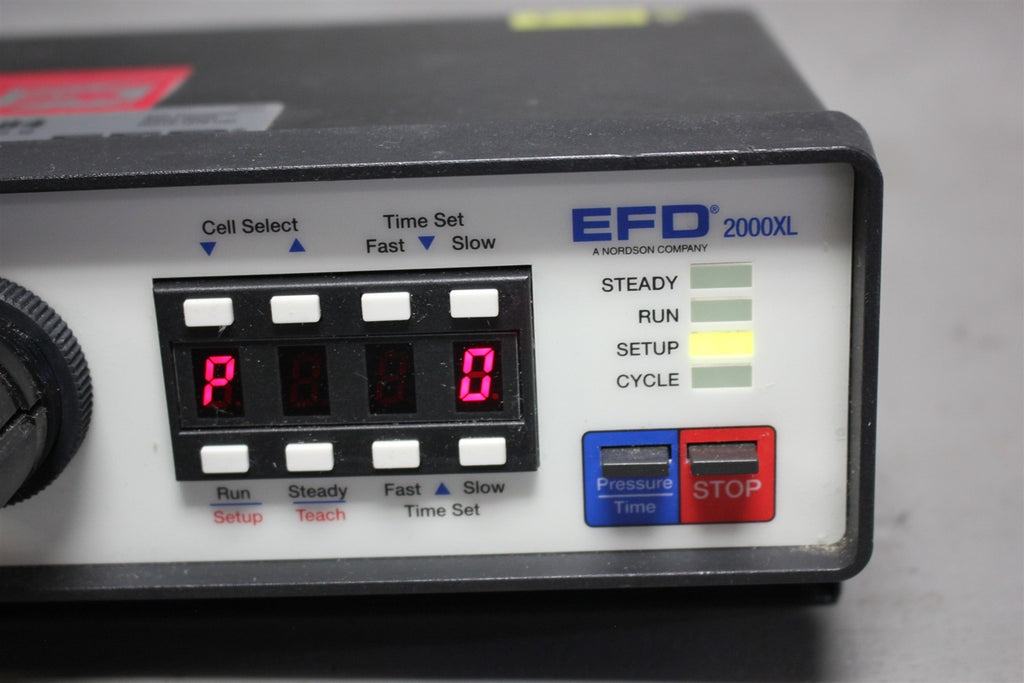 Cell Select
▼ ▲
Time Set
Fast ▼ Slow
EFD® 2000XL
A NORDSON COMPANY
STEADY
RUN
SETUP
CYCLE
P 0
Run
Setup
Steady
Teach
Fast ▲ Slow
Time Set
Pressure
Time
STOP